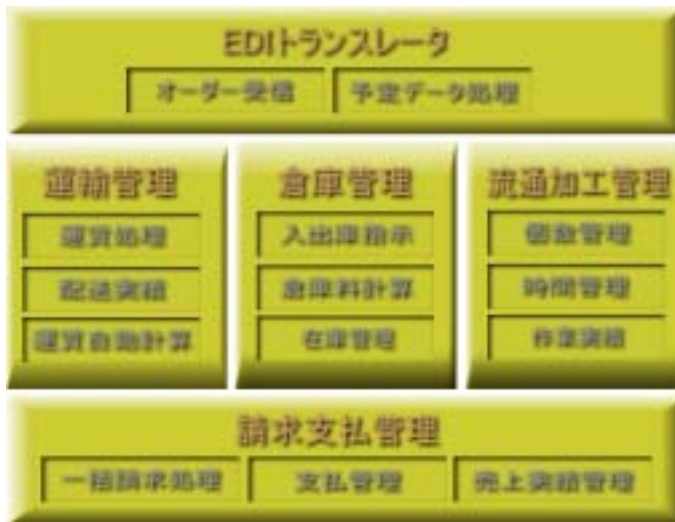 EDIトランスレータ
オーダー受信 予定データ処理
運輸管理 倉庫管理 流通加工管理
運賃処理 入出庫指示 個数管理
配送実績 倉庫料計算 時間管理
運賃自動計算 在庫管理 作業実績
請求支払管理
一括請求処理 支払管理 売上実績管理